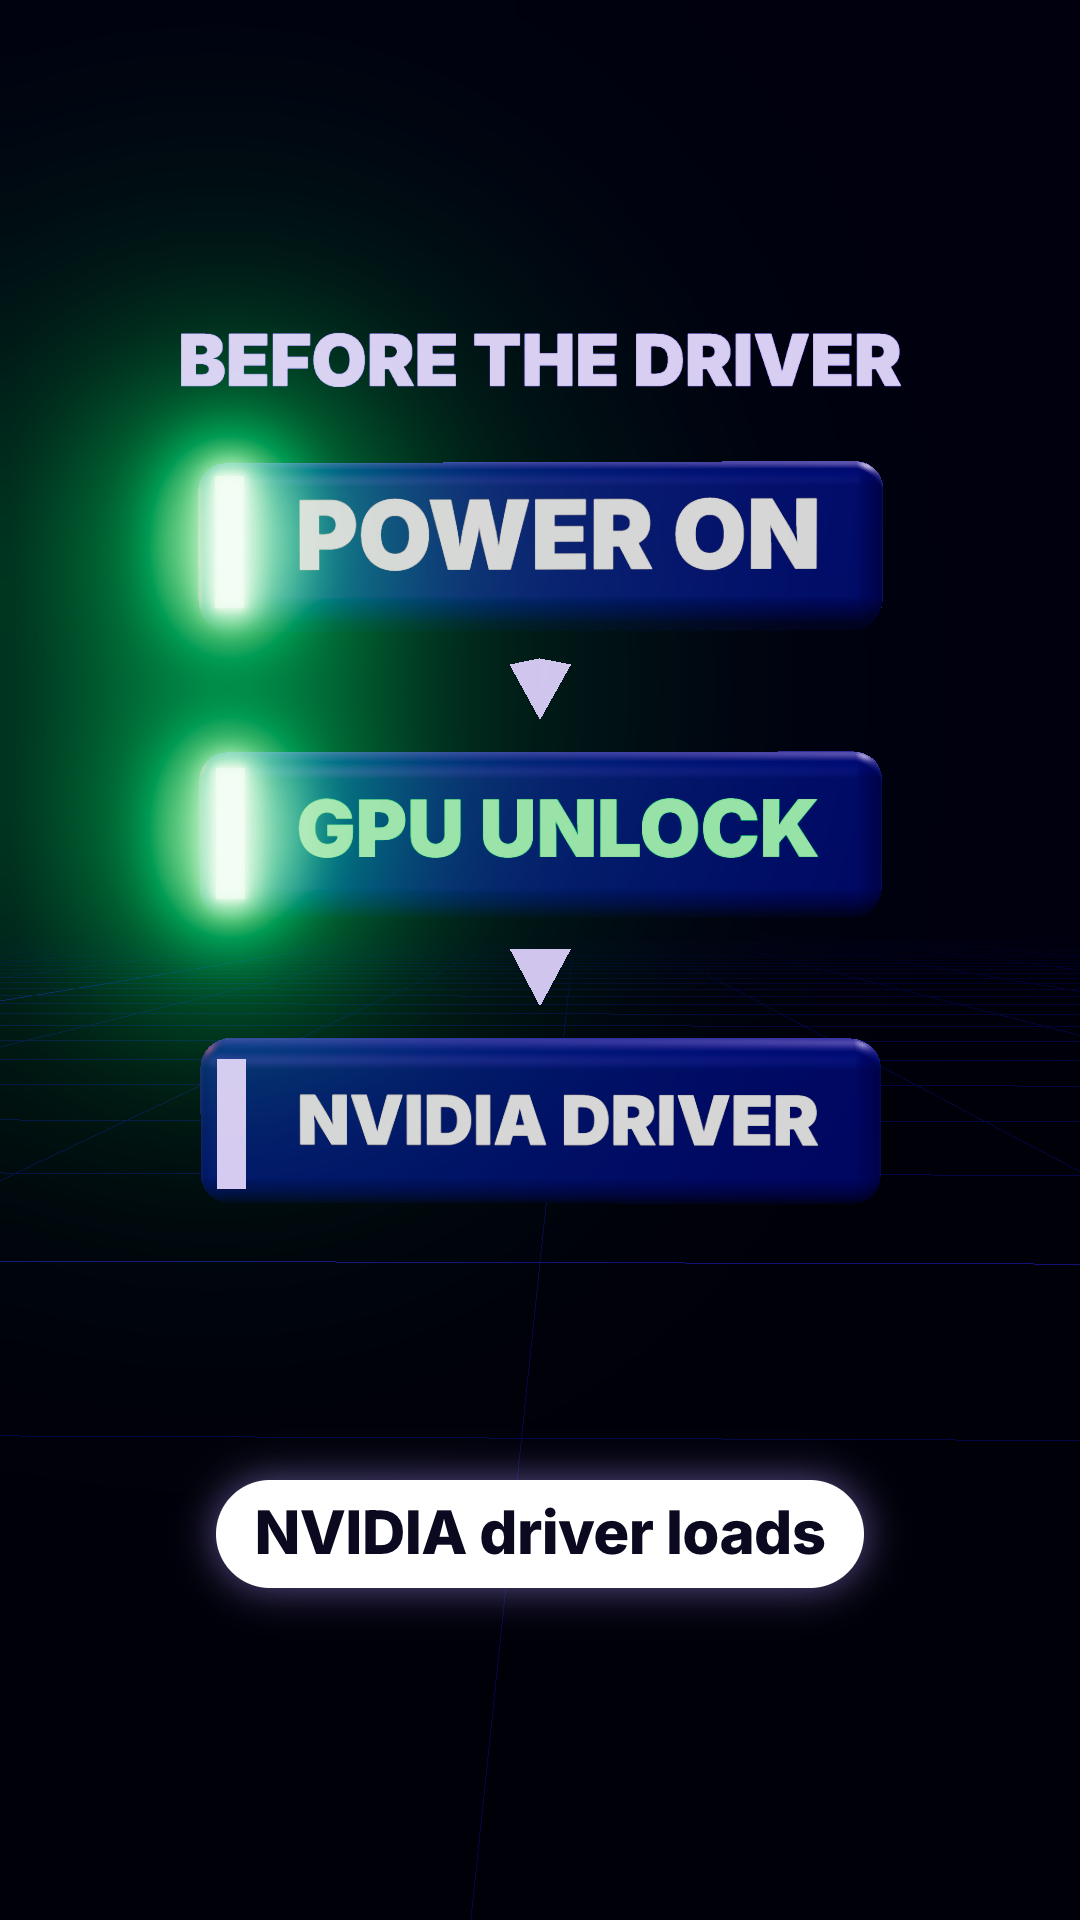 BEFORE THE DRIVER
POWER ON
GPU UNLOCK
NVIDIA DRIVER
NVIDIA driver loads